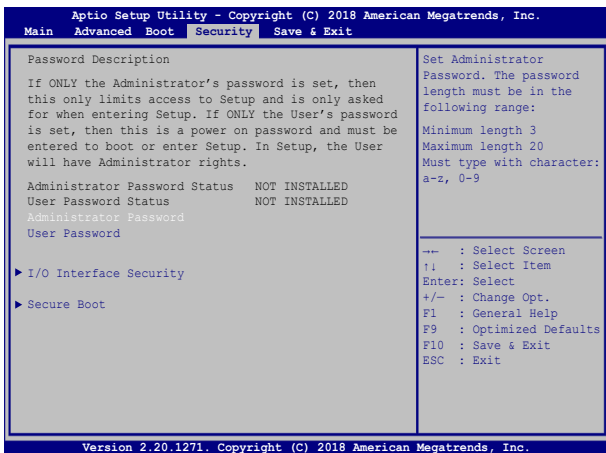 Aptio Setup Utility - Copyright (C) 2018 American Megatrends, Inc.
Main Advanced Boot Security Save & Exit
Password Description
If ONLY the Administrator's password is set, then
this only limits access to Setup and is only asked
for when entering Setup. If ONLY the User's password
is set, then this is a power on password and must be
entered to boot or enter Setup. In Setup, the User
will have Administrator rights.
Administrator Password Status NOT INSTALLED
User Password Status NOT INSTALLED
Administrator Password
User Password
▶ I/O Interface Security
▶ Secure Boot
Set Administrator
Password. The password
length must be in the
following range:
Minimum length 3
Maximum length 20
Must type with character:
a-z, 0-9
→← : Select Screen
↑↓ : Select Item
Enter: Select
+/— : Change Opt.
F1 : General Help
F9 : Optimized Defaults
F10 : Save & Exit
ESC : Exit
Version 2.20.1271. Copyright (C) 2018 American Megatrends, Inc.